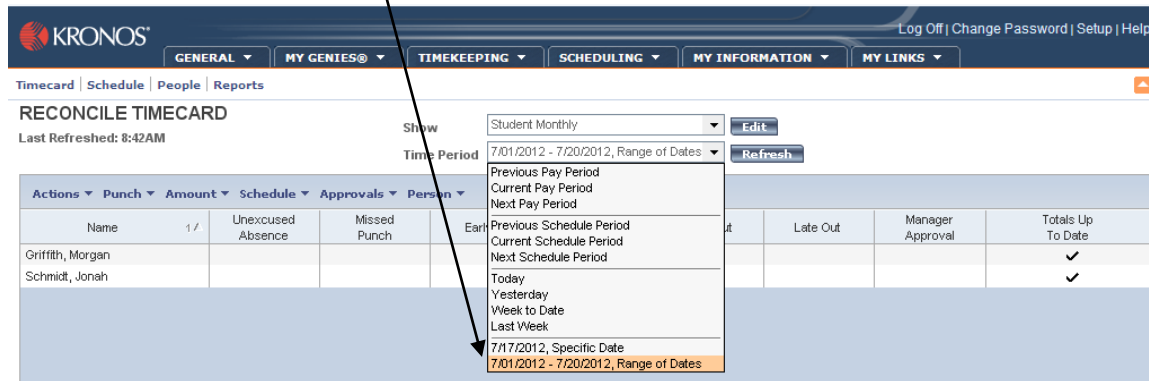 KRONOS®
Log Off | Change Password | Setup | Help
GENERAL MY GENIES® TIMEKEEPING SCHEDULING MY INFORMATION MY LINKS
Timecard | Schedule | People | Reports
RECONCILE TIMECARD
Last Refreshed: 8:42AM
Show Student Monthly Edit
Time Period 7/01/2012 - 7/20/2012, Range of Dates Refresh
Actions Punch Amount Schedule Approvals Person
Name 1 Unexcused Absence Missed Punch Early Late Out Manager Approval Totals Up To Date
Griffith, Morgan
Schmidt, Jonah
Previous Pay Period
Current Pay Period
Next Pay Period
Previous Schedule Period
Current Schedule Period
Next Schedule Period
Today
Yesterday
Week to Date
Last Week
7/17/2012, Specific Date
7/01/2012 - 7/20/2012, Range of Dates